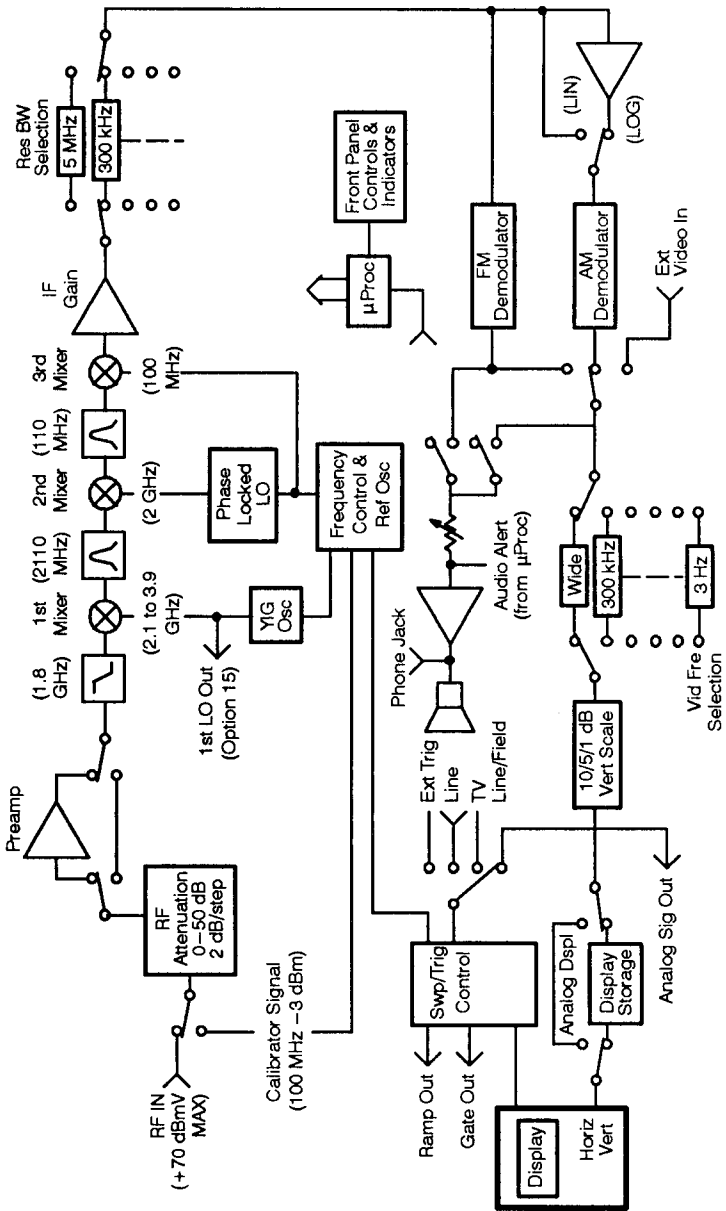 Preamp
RF IN
(+70 dBmV
MAX)
RF
Attenuation
0–50 dB
2 dB/step
Calibrator Signal
(100 MHz –3 dBm)
(1.8
GHz)
1st
Mixer
(2.1 to 3.9
GHz)
1st LO Out
(Option 15)
YIG
Osc
(2110
MHz)
2nd
Mixer
(2 GHz)
Phase
Locked
LO
Frequency
Control &
Ref Osc
(110
MHz)
3rd
Mixer
(100
MHz)
IF
Gain
Res BW
Selection
5 MHz
300 kHz
µProc
Front Panel
Controls &
Indicators
(LIN)
(LOG)
FM
Demodulator
AM
Demodulator
Ext
Video In
Phone Jack
Audio Alert
(from µProc)
Ext Trig
Line
TV
Line/Field
Swp/Trig
Control
Ramp Out
Gate Out
Wide
300 kHz
3 Hz
Vid Fre
Selection
10/5/1 dB
Vert Scale
Analog Dspl
Display
Storage
Analog Sig Out
Display
Horiz
Vert